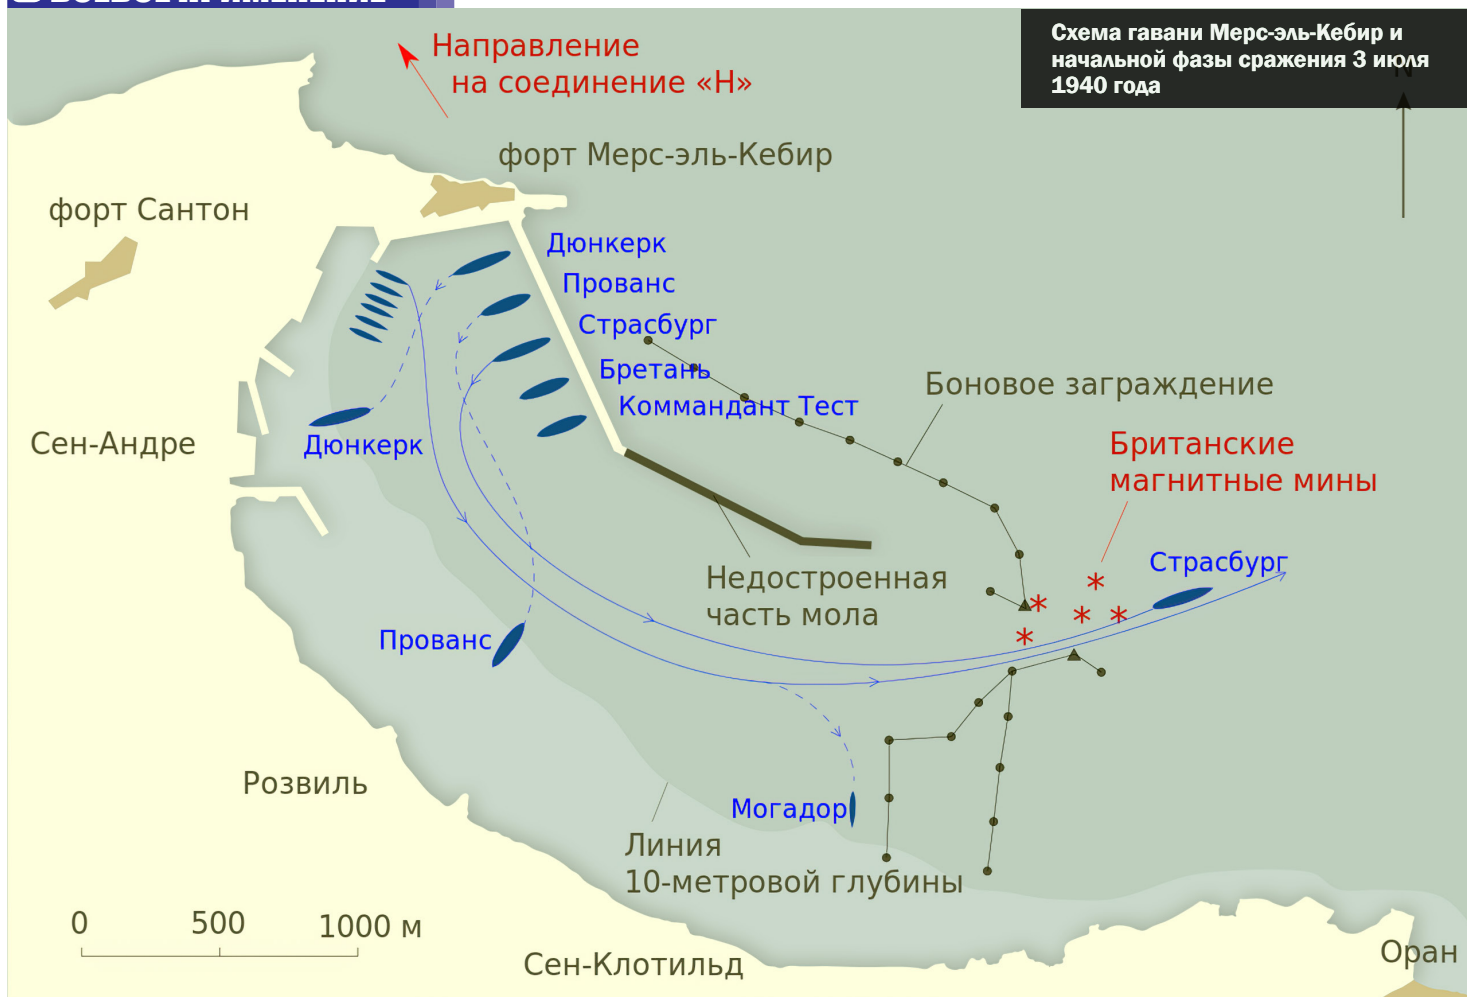 БОЕВОЕ ПРИМЕНЕНИЕ
Схема гавани Мерс-эль-Кебир и
начальной фазы сражения 3 июля
1940 года
N
Направление
на соединение «Н»
форт Мерс-эль-Кебир
форт Сантон
Дюнкерк
Прованс
Страсбург
Бретань
Коммандант Тест
Боновое заграждение
Британские
магнитные мины
Сен-Андре
Дюнкерк
Страсбург
Недостроенная
часть мола
Прованс
Розвиль
Могадор
Линия
10-метровой глубины
0 500 1000 м
Сен-Клотильд
Оран